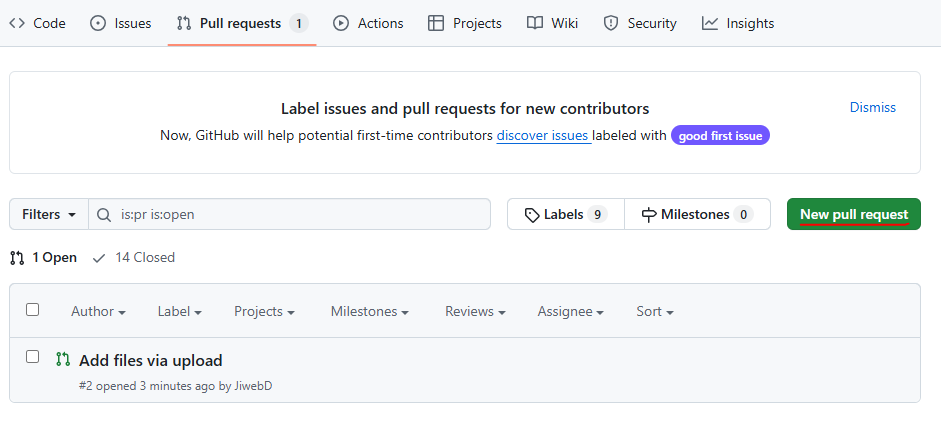 Code Issues Pull requests 1 Actions Projects Wiki Security Insights
Label issues and pull requests for new contributors
Dismiss
Now, GitHub will help potential first-time contributors discover issues labeled with good first issue
Filters is:pr is:open Labels 9 Milestones 0 New pull request
1 Open 14 Closed
Author Label Projects Milestones Reviews Assignee Sort
Add files via upload
#2 opened 3 minutes ago by JiwebD